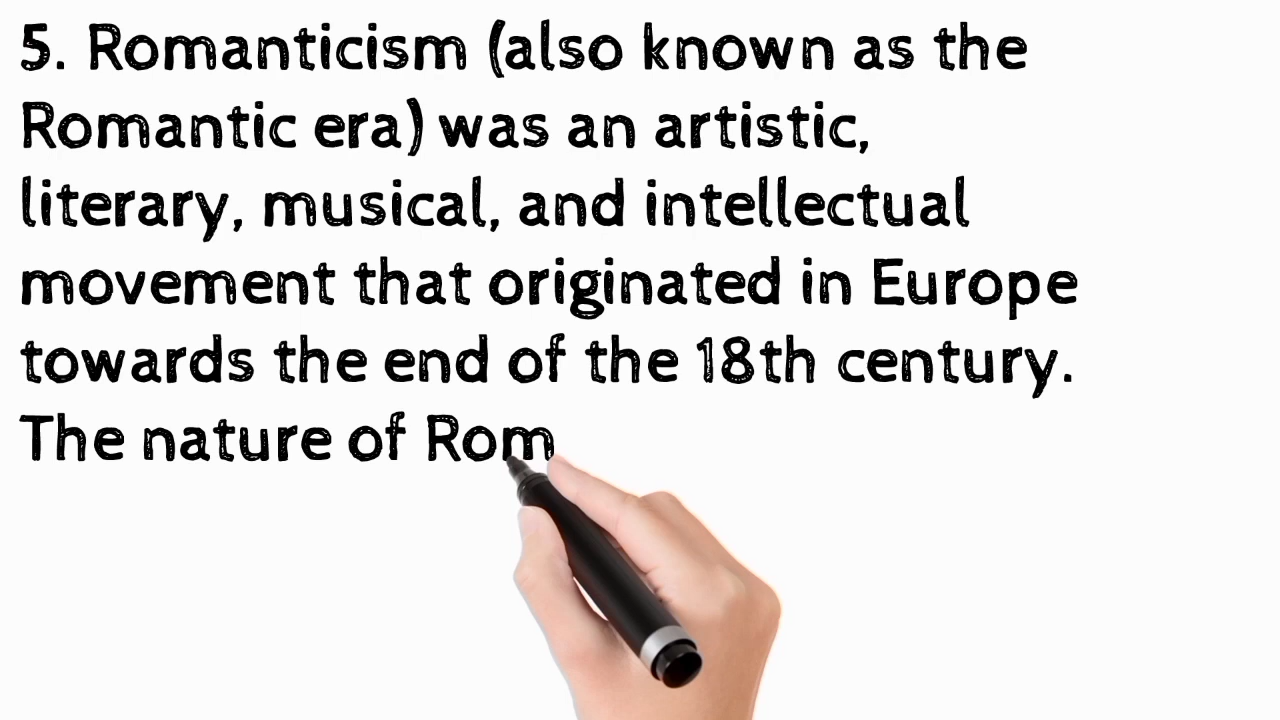 5. Romanticism (also known as the
Romantic era) was an artistic,
literary, musical, and intellectual
movement that originated in Europe
towards the end of the 18th century.
The nature of Rom